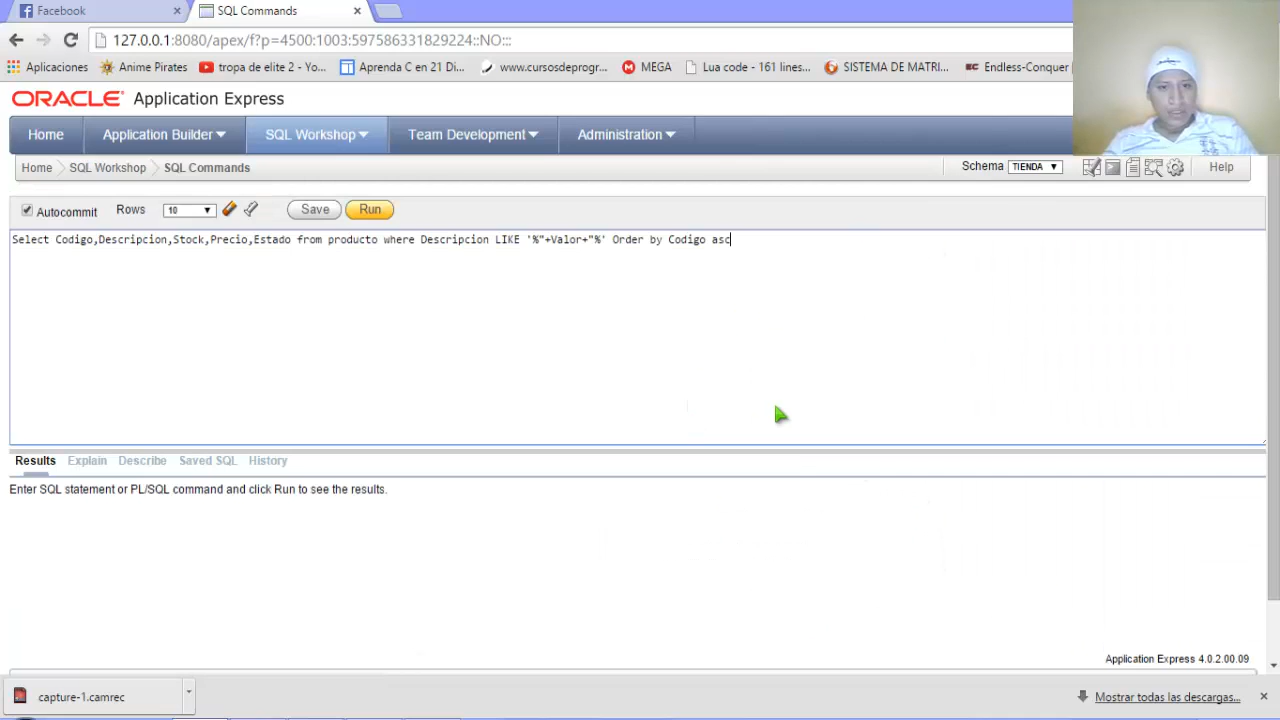 Facebook × SQL Commands ×
127.0.0.1:8080/apex/f?p=4500:1003:597586331829224::NO:::
Aplicaciones Anime Pirates tropa de elite 2 - Yo... Aprenda C en 21 Di... www.cursosdeprogr... MEGA Lua code - 161 lines... SISTEMA DE MATRI... EC Endless-Conquer
ORACLE Application Express
Home Application Builder SQL Workshop Team Development Administration
Home SQL Workshop SQL Commands Schema TIENDA Help
Autocommit Rows 10 Save Run
Select Codigo,Descripcion,Stock,Precio,Estado from producto where Descripcion LIKE '%"+Valor+"%' Order by Codigo asc
Results Explain Describe Saved SQL History
Enter SQL statement or PL/SQL command and click Run to see the results.
Application Express 4.0.2.00.09
capture-1.camrec Mostrar todas las descargas... ×